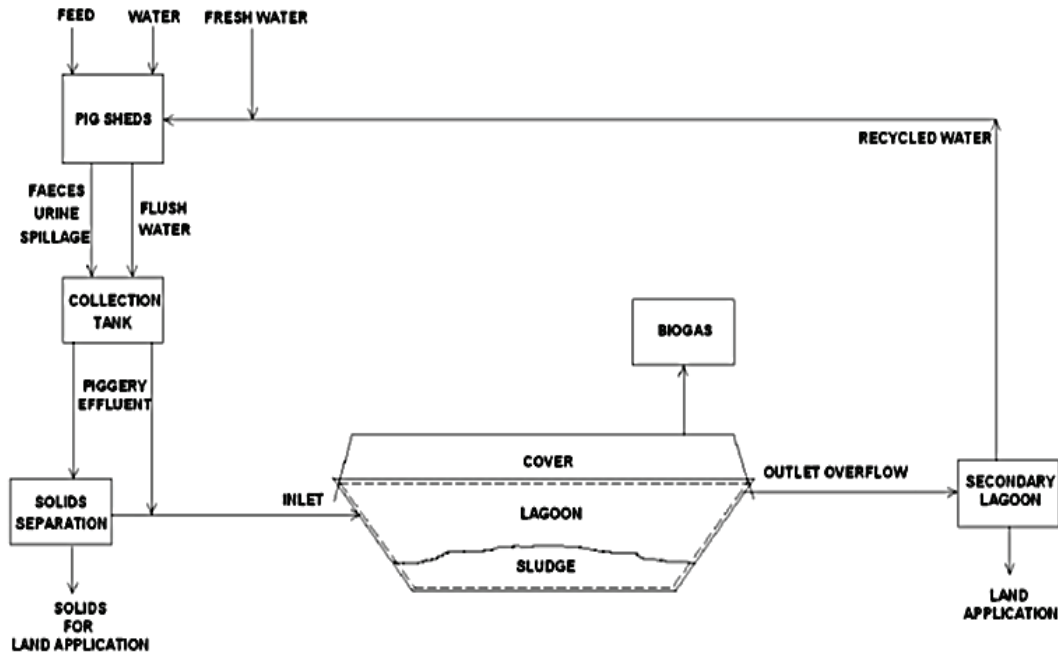 FEED
WATER
FRESH WATER
PIG SHEDS
RECYCLED WATER
FAECES
URINE
SPILLAGE
FLUSH
WATER
COLLECTION
TANK
BIOGAS
PIGGERY
EFFLUENT
COVER
OUTLET OVERFLOW
SOLIDS
SEPARATION
INLET
LAGOON
SECONDARY
LAGOON
SLUDGE
SOLIDS
FOR
LAND APPLICATION
LAND
APPLICATION